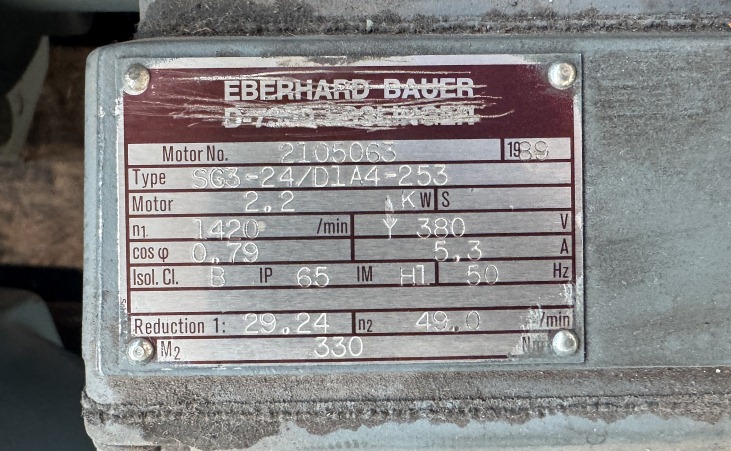 EBERHARD BAUER
Motor No. 2105063 1989
Type SG3-24/D1A4-253
Motor 2.2 KW S
n1. 1420 /min Y 380 V
cos φ 0,79 5,3 A
Isol. Cl. B IP 65 IM H1 50 Hz
Reduction 1: 29.24 n2 49.0 /min
M2 330 Nm